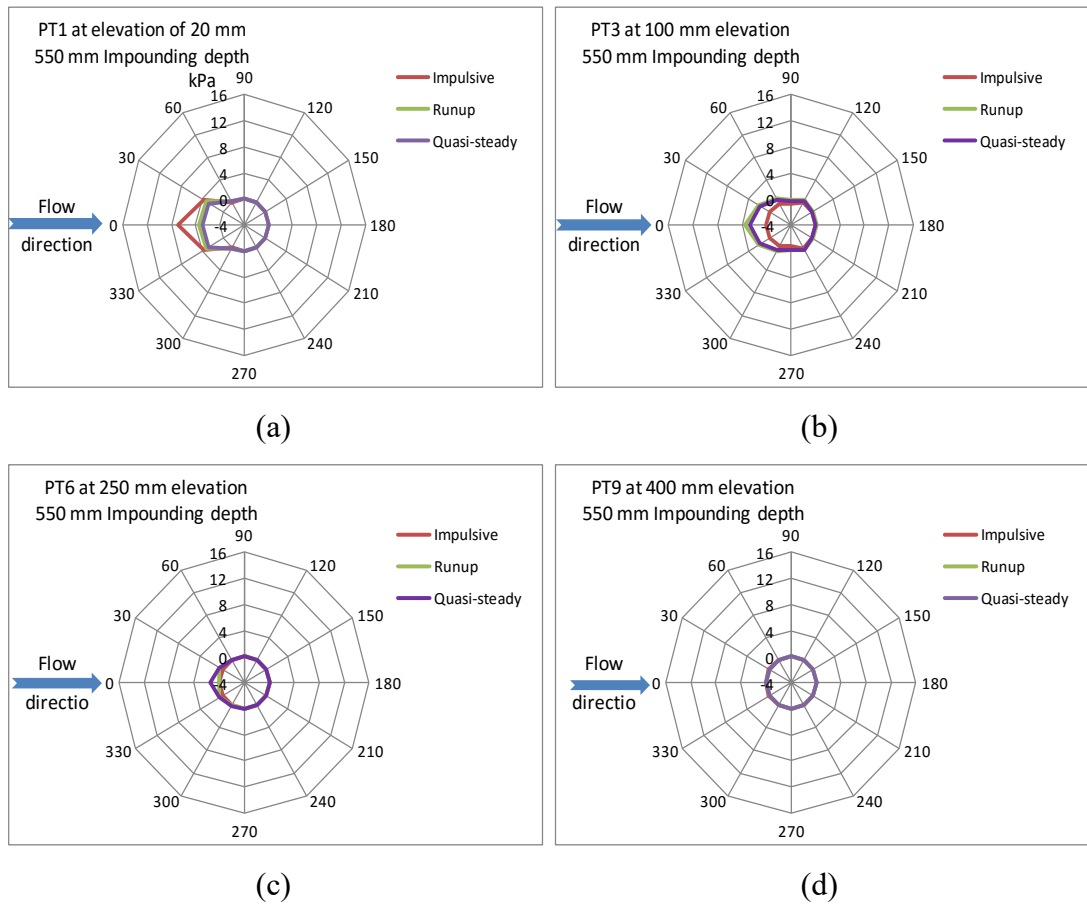 PT1 at elevation of 20 mm
550 mm Impounding depth
kPa
90
16
12
8
4
0
-4
60
120
30
150
0
180
330
210
300
240
270
Flow
direction
Impulsive
Runup
Quasi-steady
(a)
PT3 at 100 mm elevation
550 mm Impounding depth
90
16
12
8
4
0
-4
60
120
30
150
0
180
330
210
300
240
270
Flow
direction
Impulsive
Runup
Quasi-steady
(b)
PT6 at 250 mm elevation
550 mm Impounding depth
90
16
12
8
4
0
-4
60
120
30
150
0
180
330
210
300
240
270
Flow
directio
Impulsive
Runup
Quasi-steady
(c)
PT9 at 400 mm elevation
550 mm Impounding depth
90
16
12
8
4
0
-4
60
120
30
150
0
180
330
210
300
240
270
Flow
directio
Impulsive
Runup
Quasi-steady
(d)